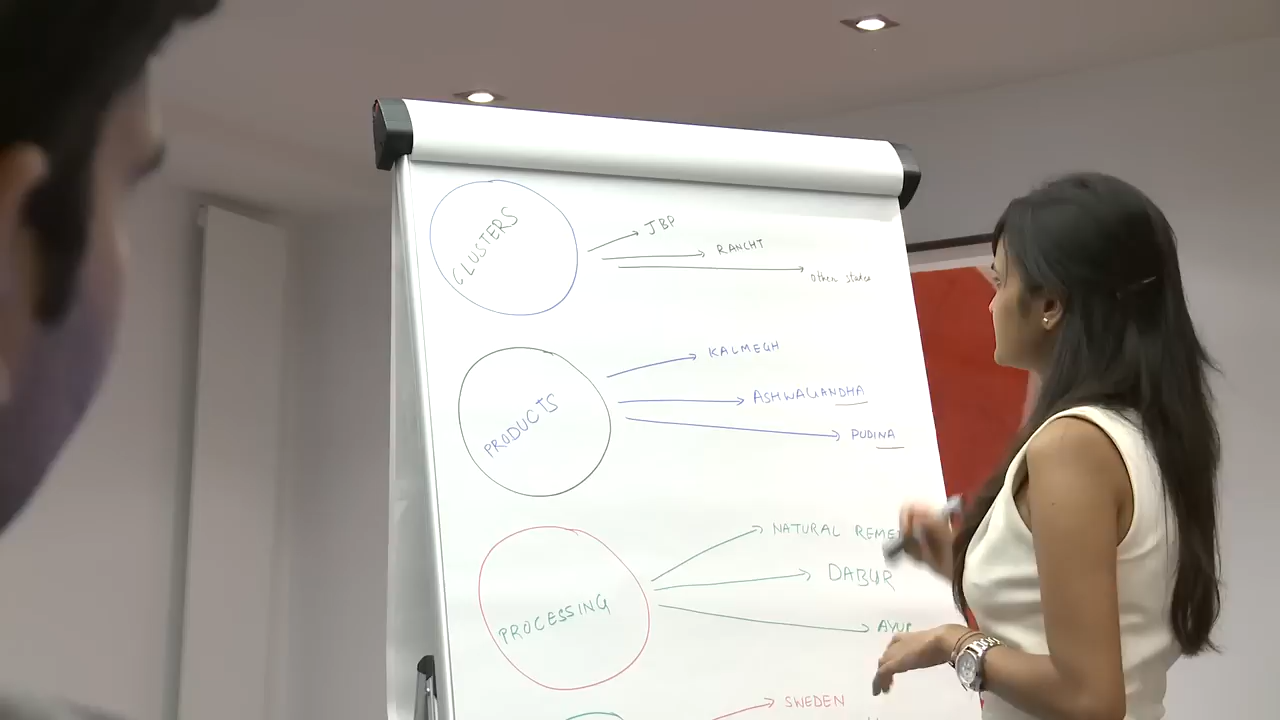 CLUSTERS
JBP
RANCHI
Other states
PRODUCTS
KALMEGH
ASHWAGANDHA
PUDINA
PROCESSING
NATURAL REME
DABUR
AYUR
SWEDEN